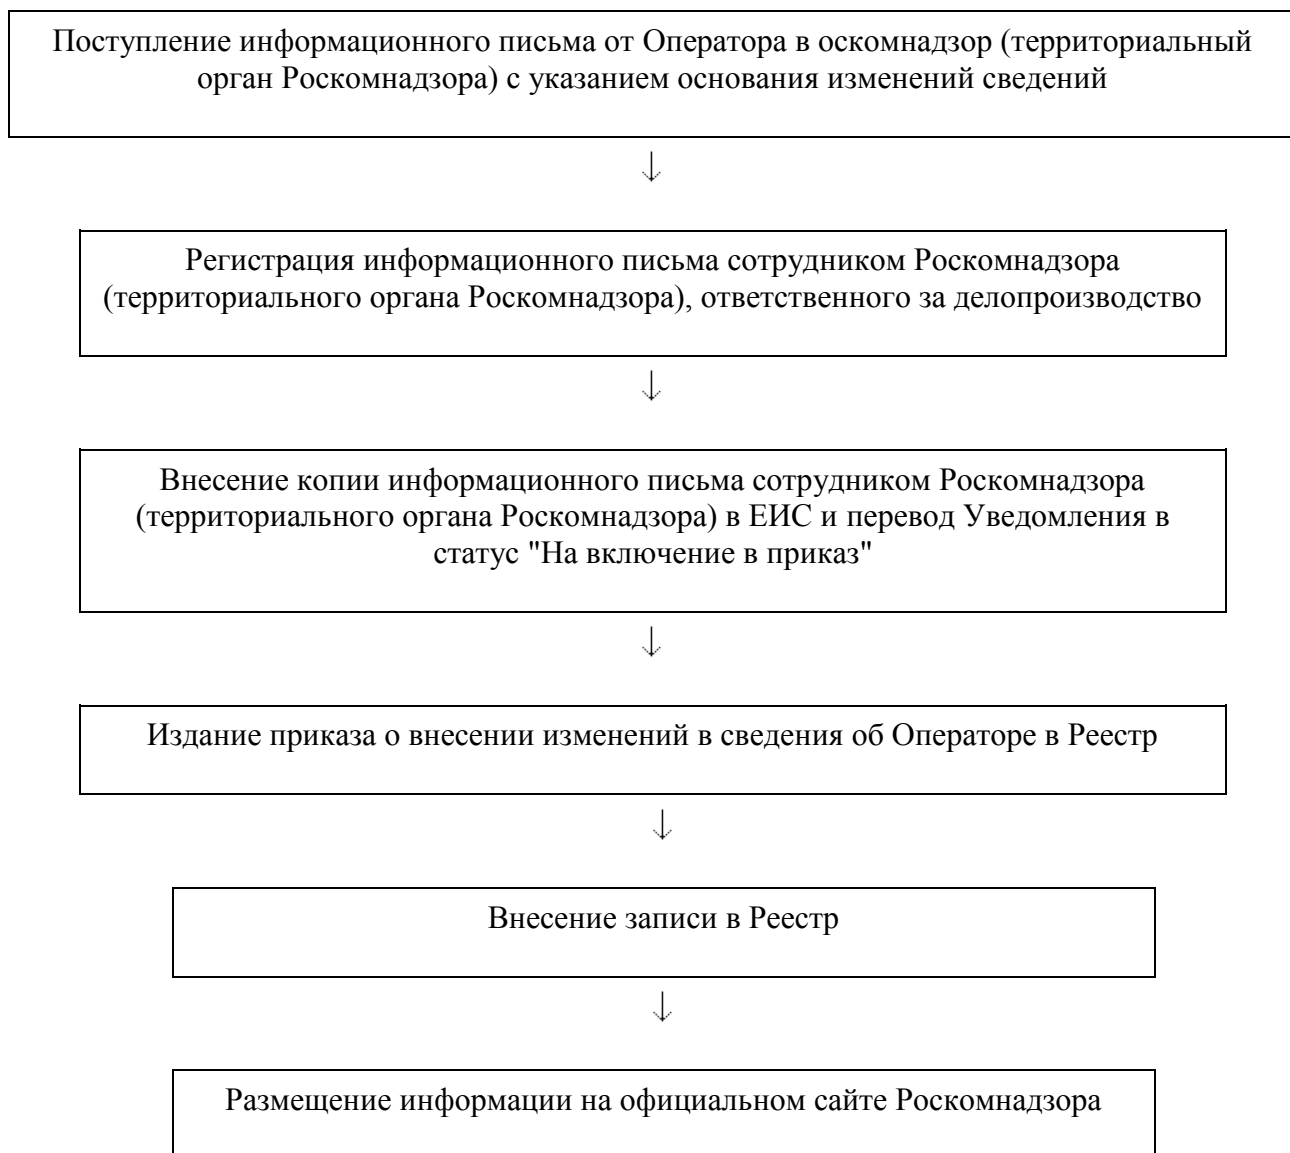 Поступление информационного письма от Оператора в оскомнадзор (территориальный
орган Роскомнадзора) с указанием основания изменений сведений
↓
Регистрация информационного письма сотрудником Роскомнадзора
(территориального органа Роскомнадзора), ответственного за делопроизводство
↓
Внесение копии информационного письма сотрудником Роскомнадзора
(территориального органа Роскомнадзора) в ЕИС и перевод Уведомления в
статус "На включение в приказ"
↓
Издание приказа о внесении изменений в сведения об Операторе в Реестр
↓
Внесение записи в Реестр
↓
Размещение информации на официальном сайте Роскомнадзора